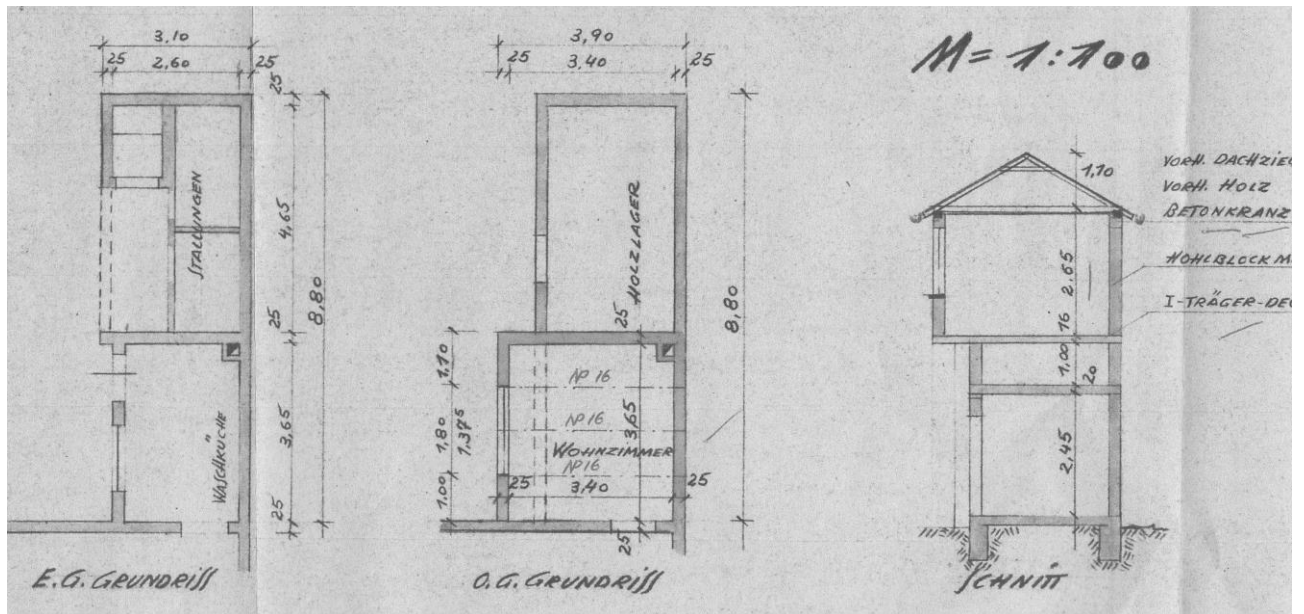 3,10
25 2,60 25
25
4,65
25
8,80
3,65
25
STALLUNGEN
WASCHKÜCHE
E.G. GRUNDRISS
3,90
25 3,40 25
HOLZLAGER
25
8,80
1,10
1,80
1,375
1,00
NP 16
NP 16
WOHNZIMMER
NP 16
3,65
25 3,40 25
25
O.G. GRUNDRISS
M = 1:100
1,10
VORH. DACHZIE
VORH. HOLZ
BETONKRANZ
2,65
HOHLBLOCK M
I-TRÄGER-DE
16
1,00
20
2,45
SCHNITT